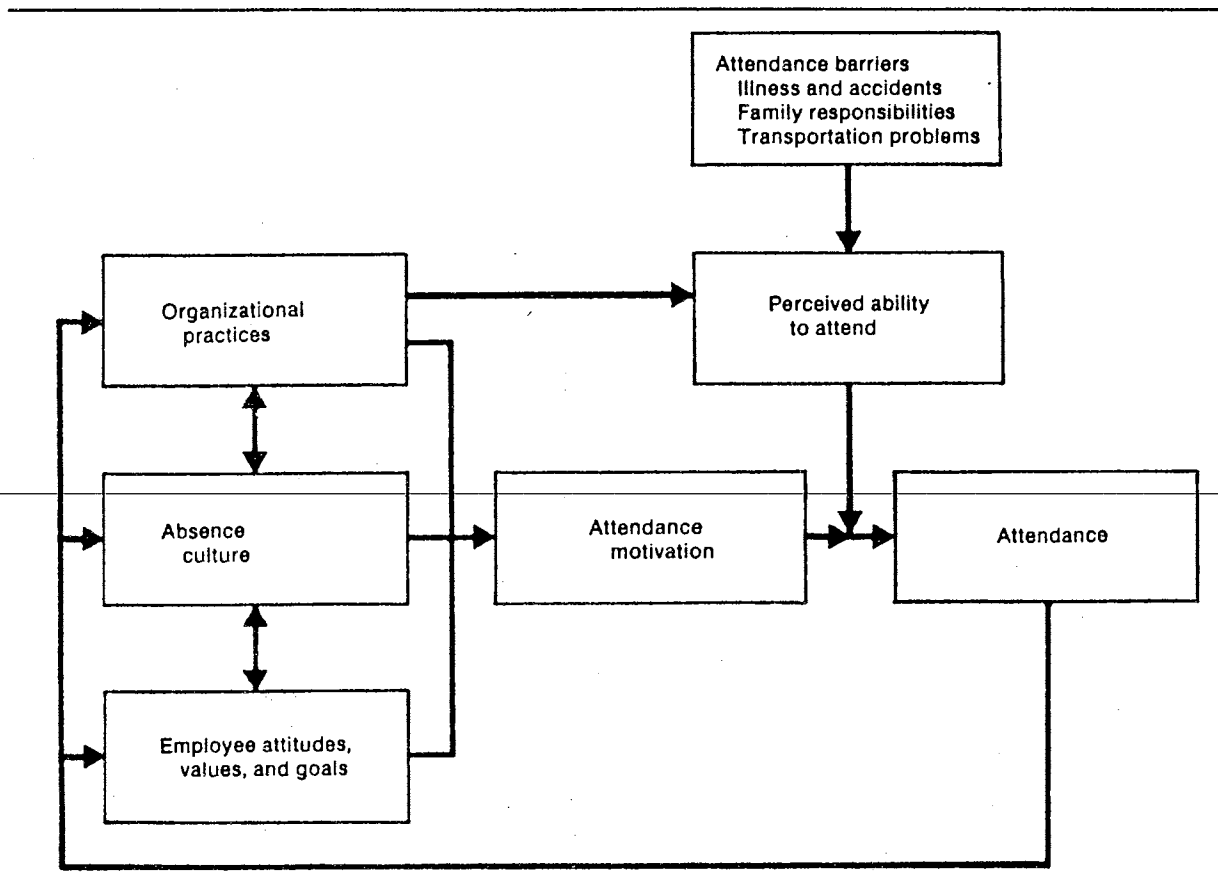 Attendance barriers
Illness and accidents
Family responsibilities
Transportation problems
Organizational
practices
Perceived ability
to attend
Absence
culture
Attendance
motivation
Attendance
Employee attitudes,
values, and goals